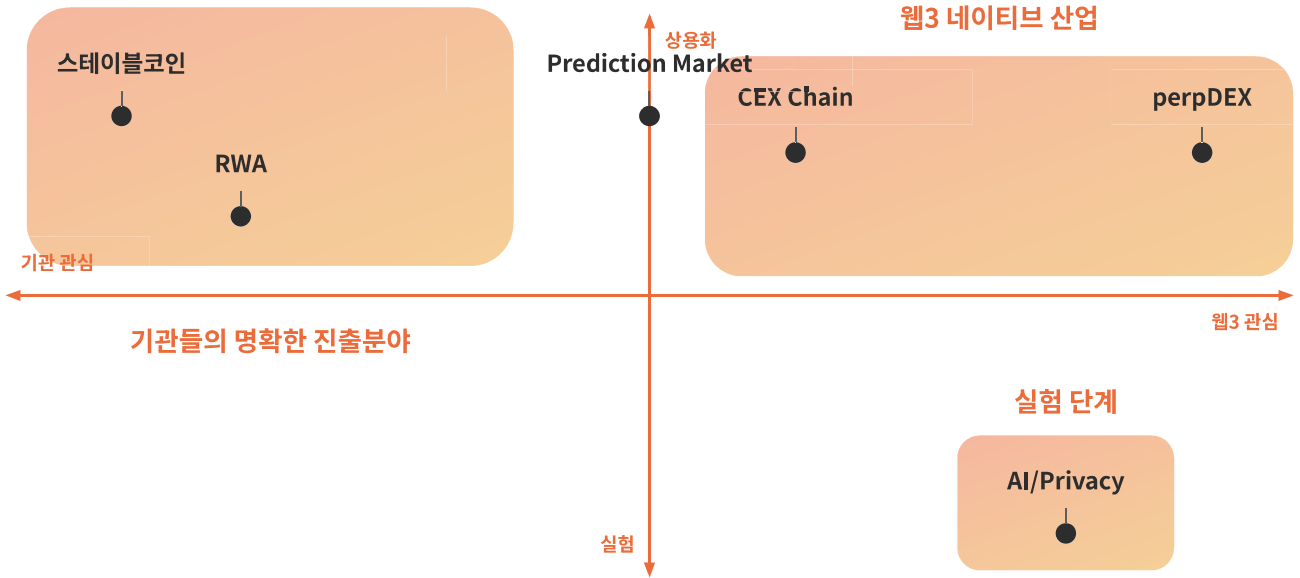 웹3 네이티브 산업
상용화
스테이블코인
Prediction Market
CEX Chain
perpDEX
RWA
기관 관심
웹3 관심
기관들의 명확한 진출분야
실험 단계
AI/Privacy
실험